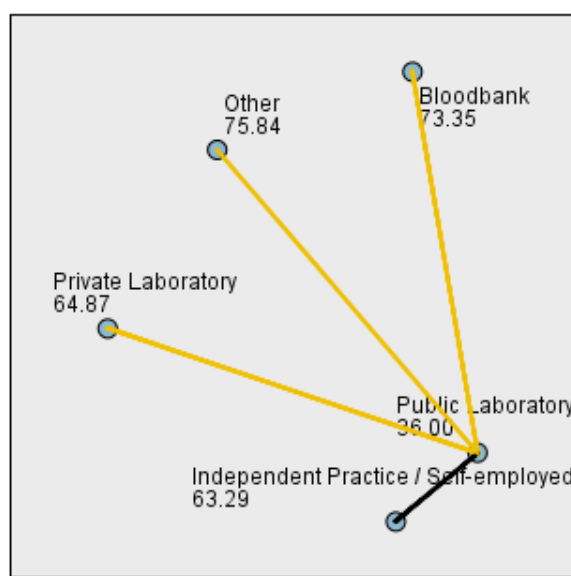 Bloodbank
73.35
Other
75.84
Private Laboratory
64.87
Public Laboratory
36.00
Independent Practice / Self-employed
63.29